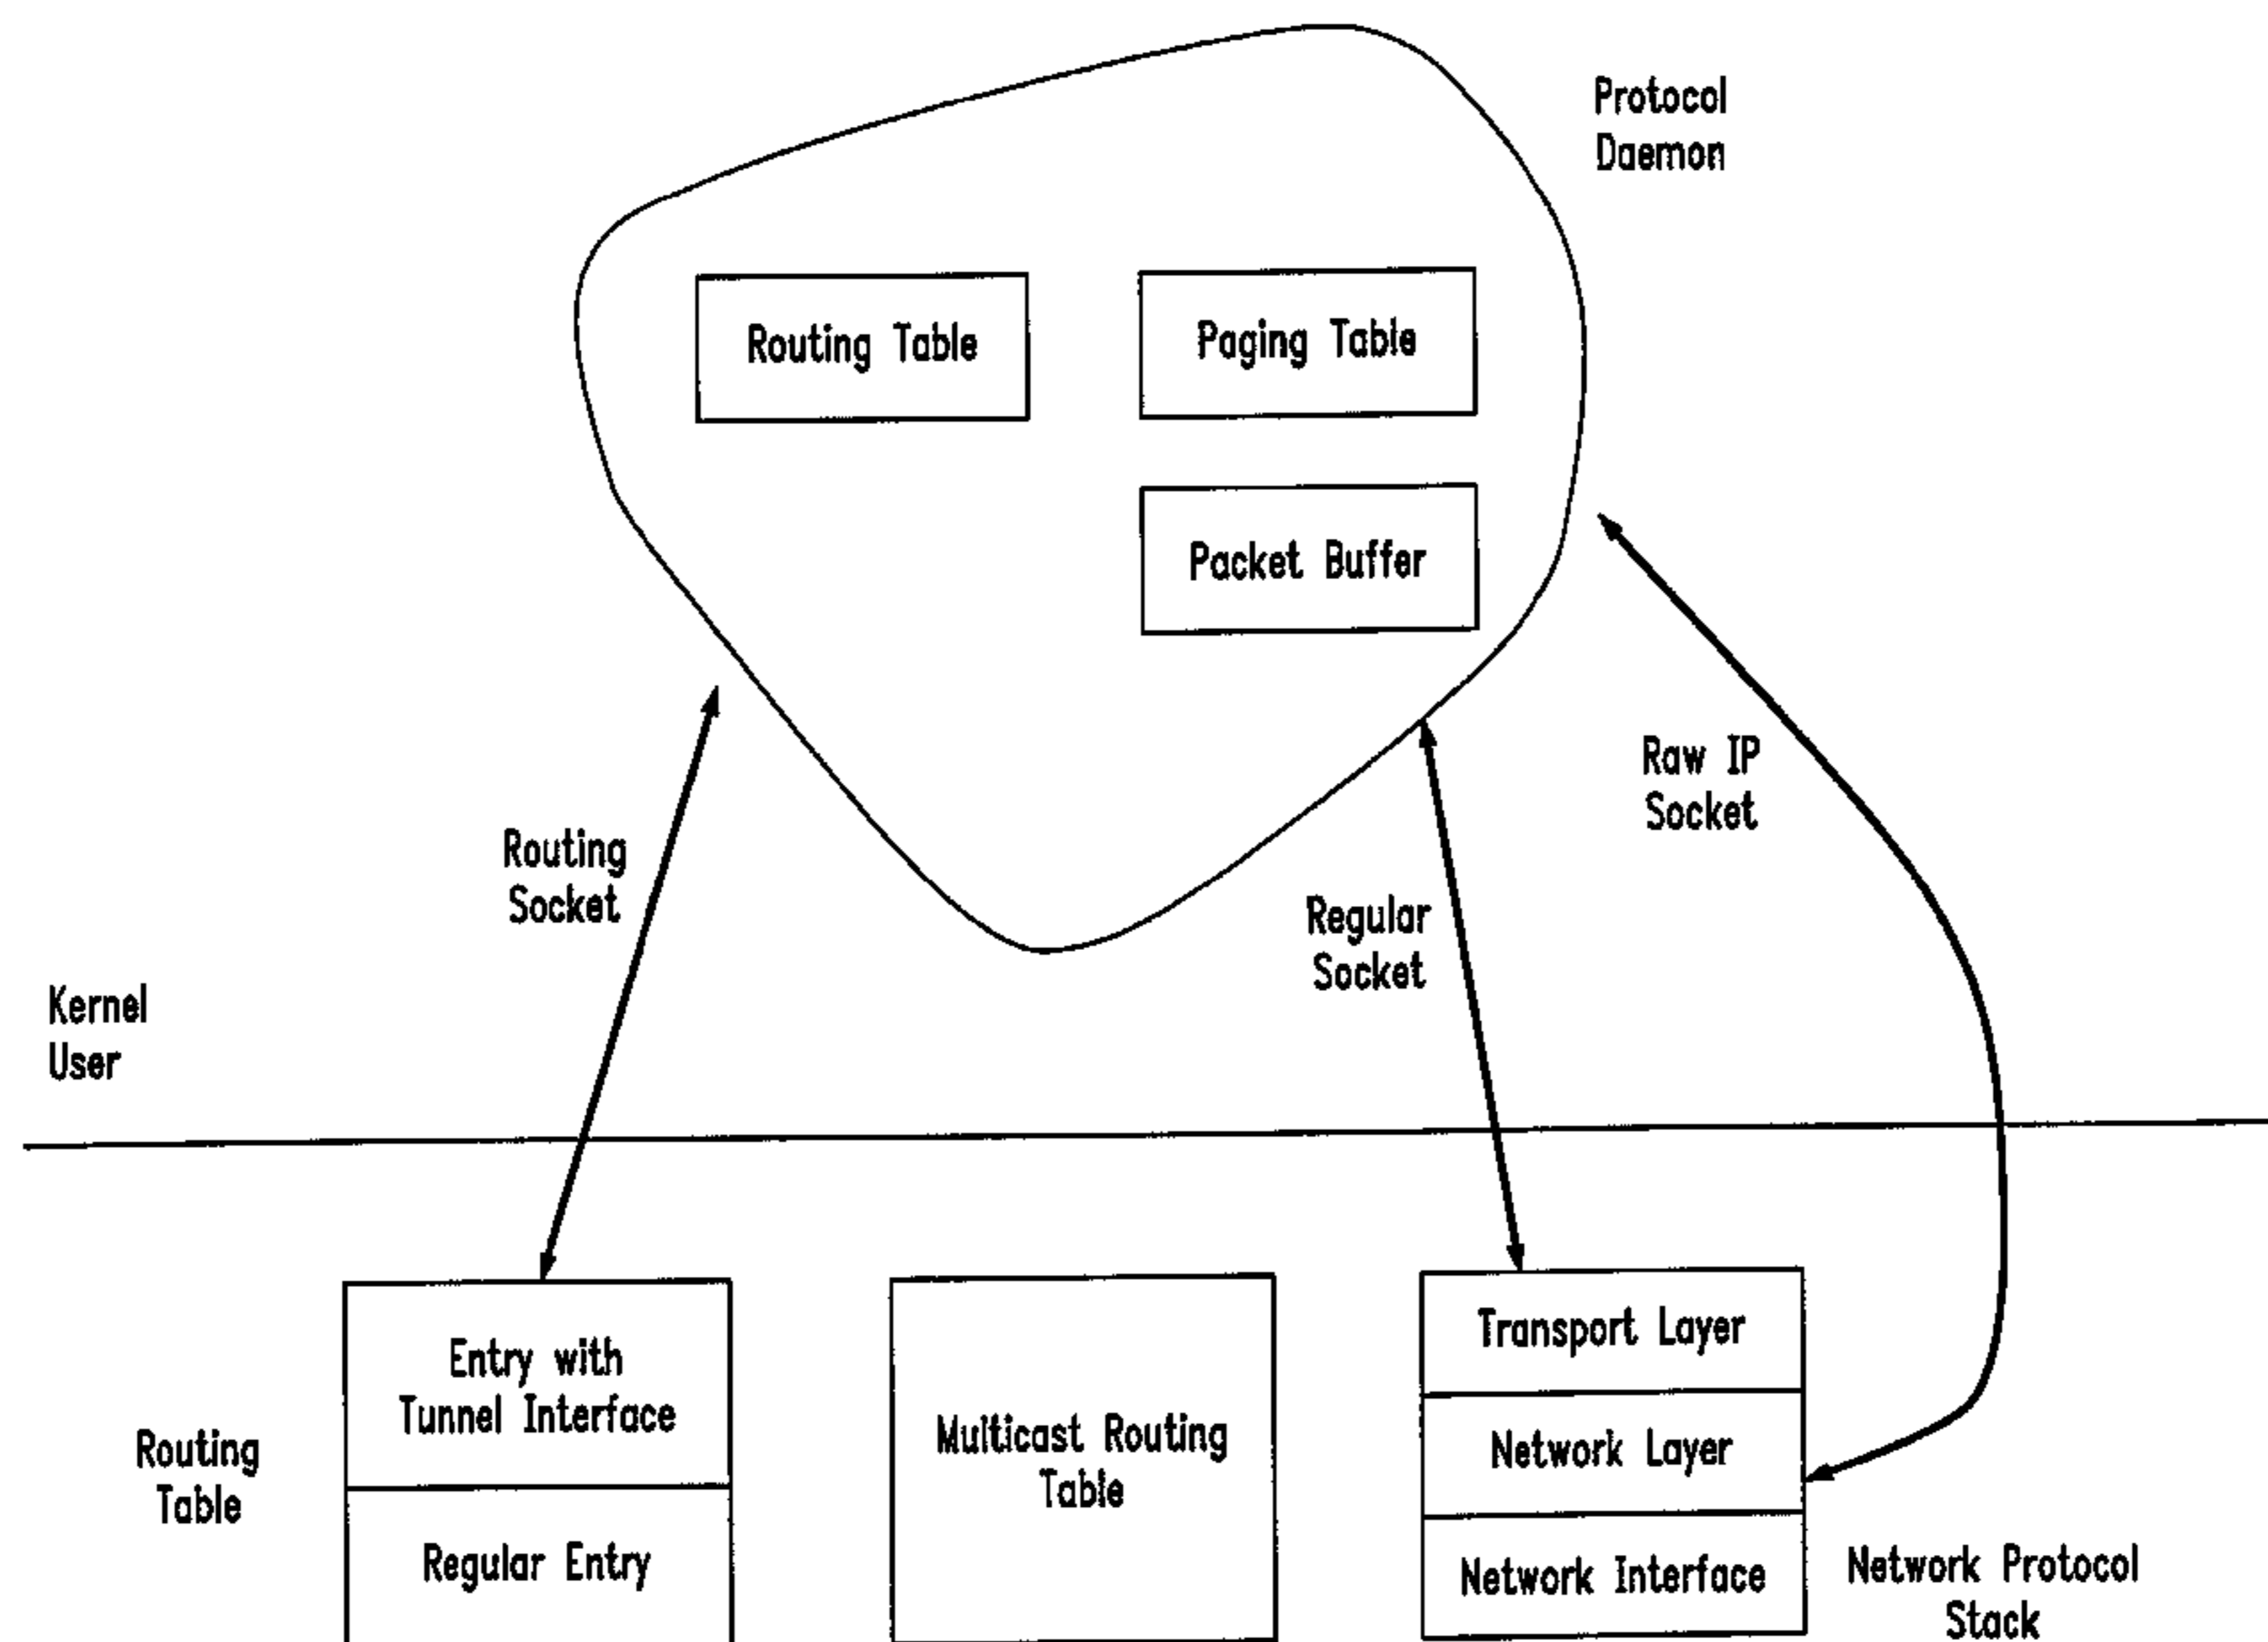 Protocol
Daemon
Routing Table
Paging Table
Packet Buffer
Raw IP
Socket
Routing
Socket
Regular
Socket
Kernel
User
Entry with
Tunnel Interface
Regular Entry
Routing
Table
Multicast Routing
Table
Transport Layer
Network Layer
Network Interface
Network Protocol
Stack